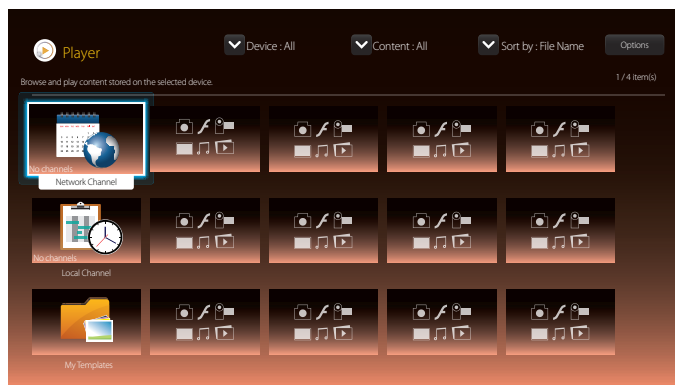 Player
Device : All
Content : All
Sort by : File Name
Options
Browse and play content stored on the selected device.
1 / 4 item(s)
No channels
Network Channel
No channels
Local Channel
My Templates